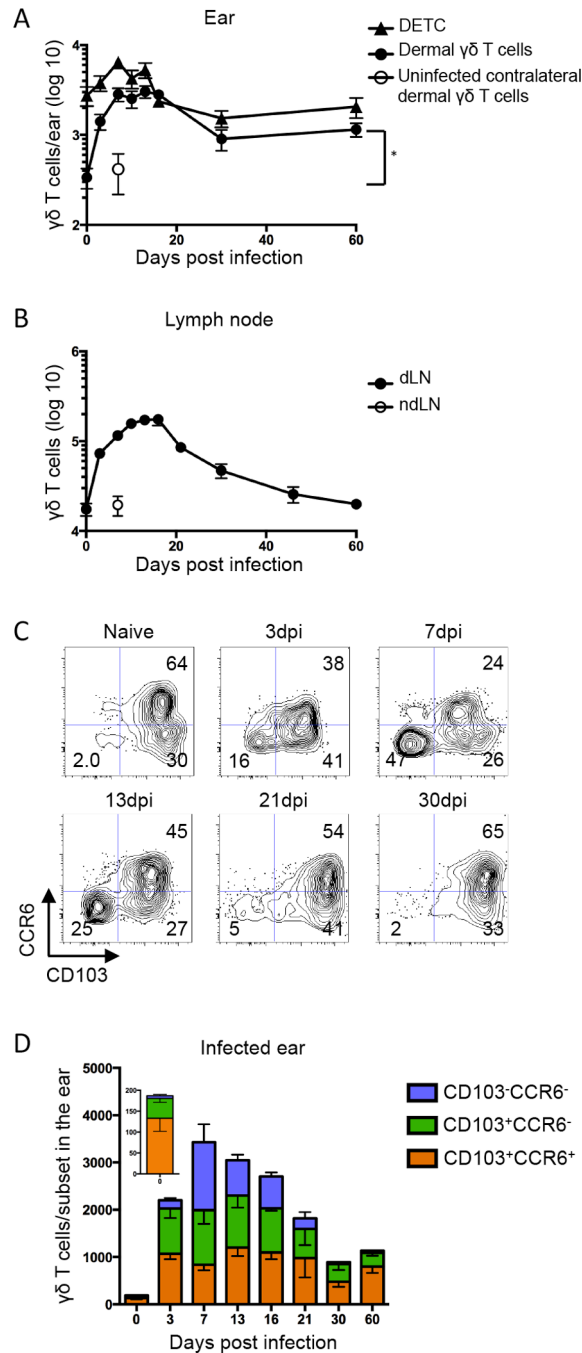 A
Ear
DETC
Dermal γδ T cells
Uninfected contralateral
dermal γδ T cells
γδ T cells/ear (log 10)
4
3
2
0
20
40
60
*
Days post infection
B
Lymph node
dLN
ndLN
γδ T cells (log 10)
6
5
4
0
20
40
60
Days post infection
C
Naive
3dpi
7dpi
64
2.0
30
38
16
41
24
47
26
13dpi
21dpi
30dpi
45
25
27
54
5
41
65
2
33
CCR6
CD103
D
Infected ear
γδ T cells/subset in the ear
5000
4000
3000
2000
1000
0
200
150
100
50
0
0
CD103-CCR6-
CD103+CCR6-
CD103+CCR6+
0 3 7 13 16 21 30 60
Days post infection